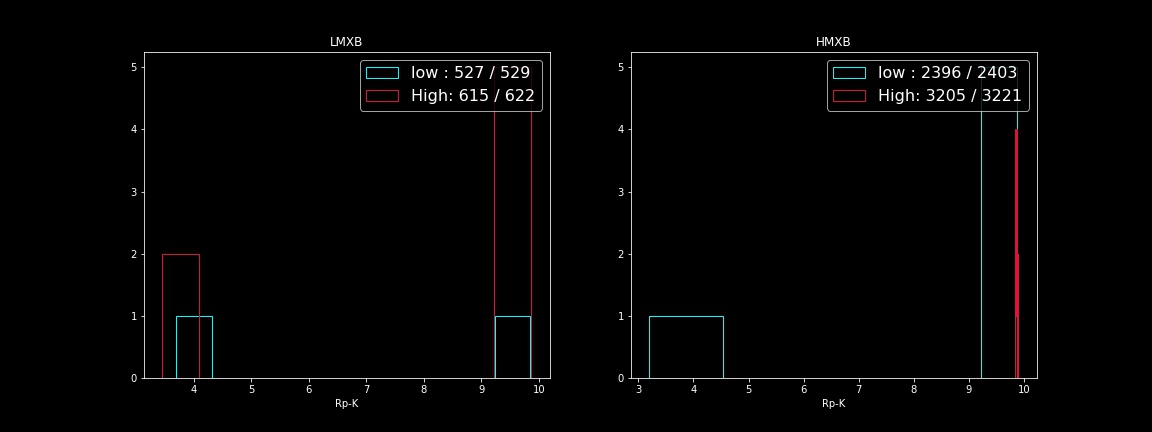 LMXB
5
4
3
2
1
0
4 5 6 7 8 9 10
Rp-K
low : 527 / 529
High: 615 / 622
HMXB
5
4
3
2
1
0
3 4 5 6 7 8 9 10
Rp-K
low : 2396 / 2403
High: 3205 / 3221